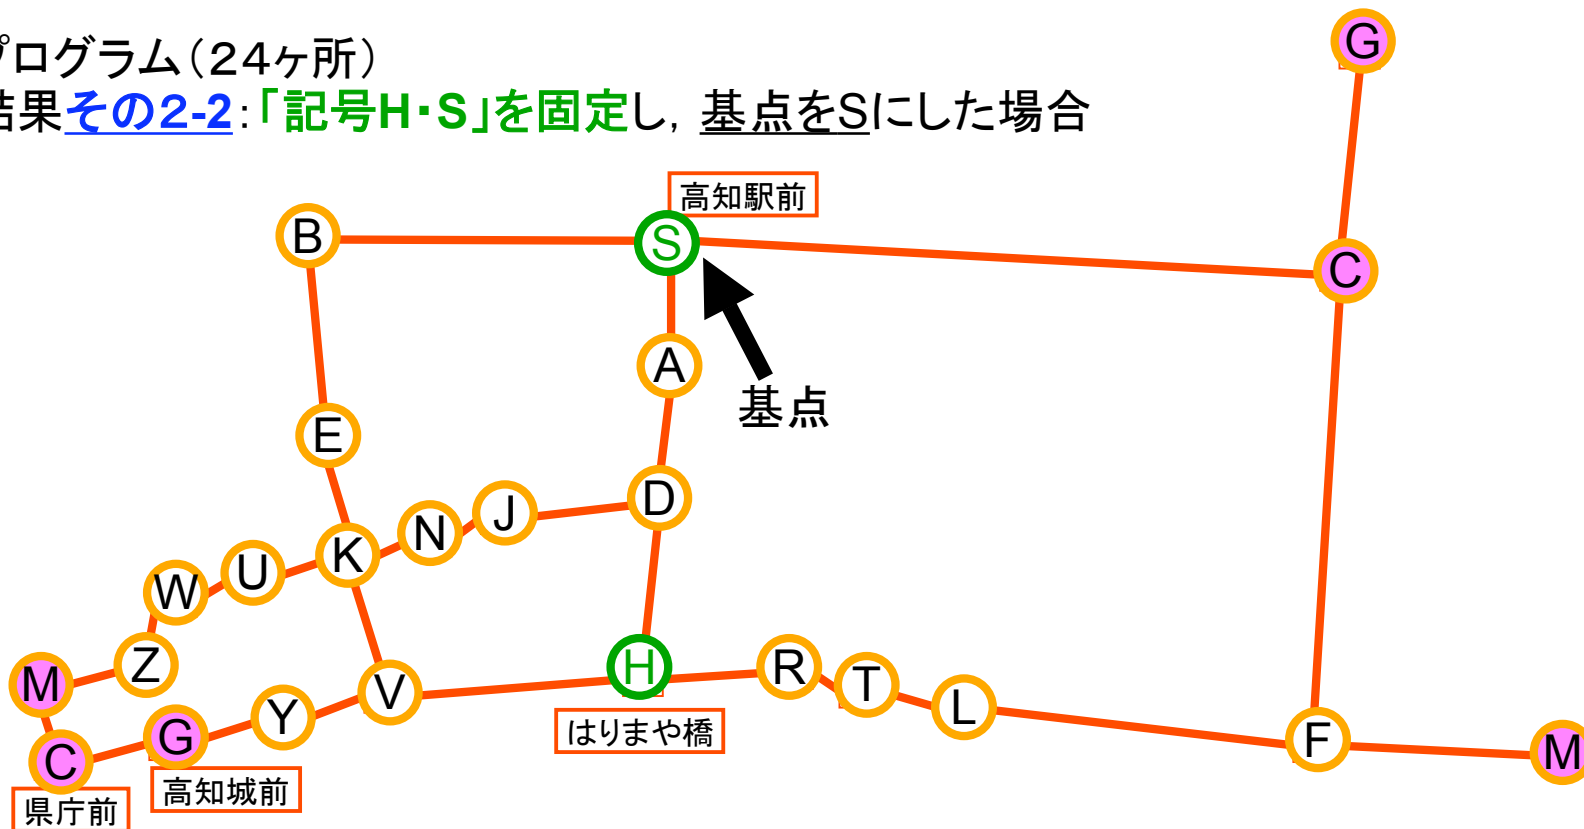 プログラム（２４ヶ所）
結果その２-２：「記号H・S」を固定し，基点をSにした場合
G
高知駅前
B
S
C
A
基点
E
D
J
N
K
U
W
Z
M
H
R
T
V
L
Y
G
F
M
C
はりまや橋
高知城前
県庁前